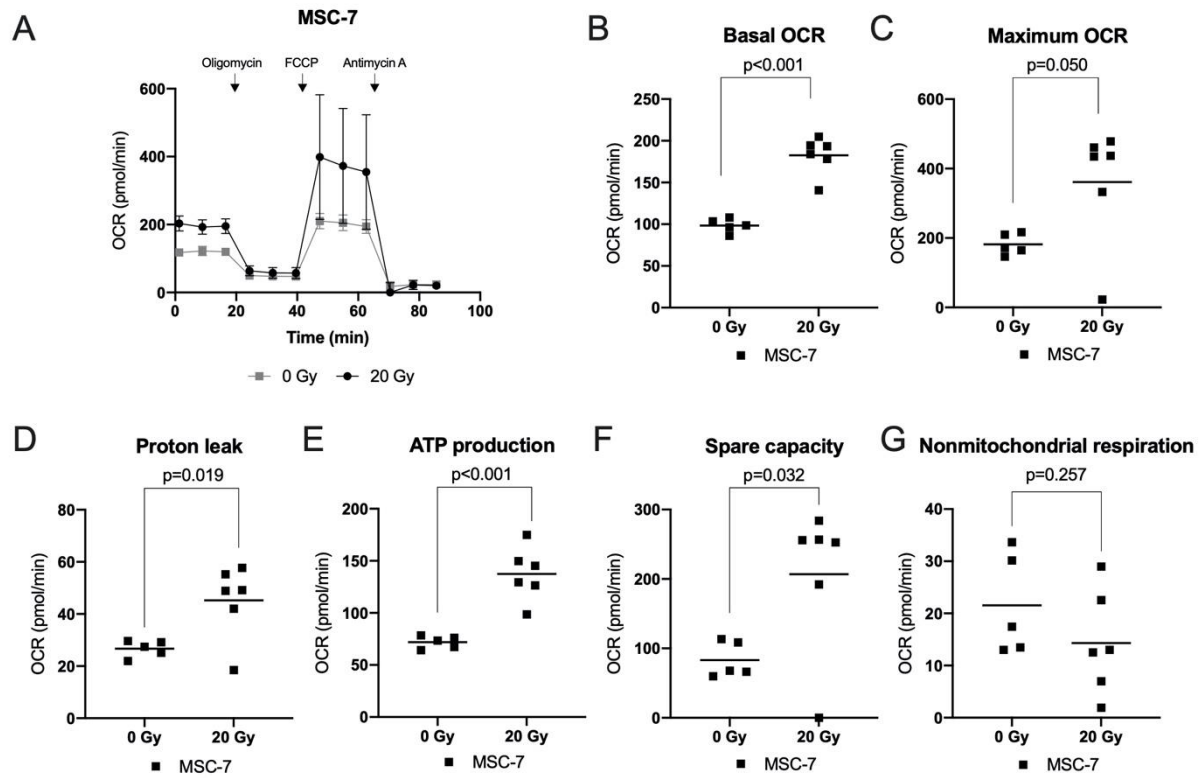 A
MSC-7
Oligomycin FCCP Antimycin A
OCR (pmol/min)
600
400
200
0
0 20 40 60 80 100
Time (min)
0 Gy 20 Gy
B
Basal OCR
p<0.001
OCR (pmol/min)
250
200
150
100
50
0
0 Gy 20 Gy
MSC-7
C
Maximum OCR
p=0.050
OCR (pmol/min)
600
400
200
0
0 Gy 20 Gy
MSC-7
D
Proton leak
p=0.019
OCR (pmol/min)
80
60
40
20
0
0 Gy 20 Gy
MSC-7
E
ATP production
p<0.001
OCR (pmol/min)
200
150
100
50
0
0 Gy 20 Gy
MSC-7
F
Spare capacity
p=0.032
OCR (pmol/min)
300
200
100
0
0 Gy 20 Gy
MSC-7
G
Nonmitochondrial respiration
p=0.257
OCR (pmol/min)
40
30
20
10
0
0 Gy 20 Gy
MSC-7